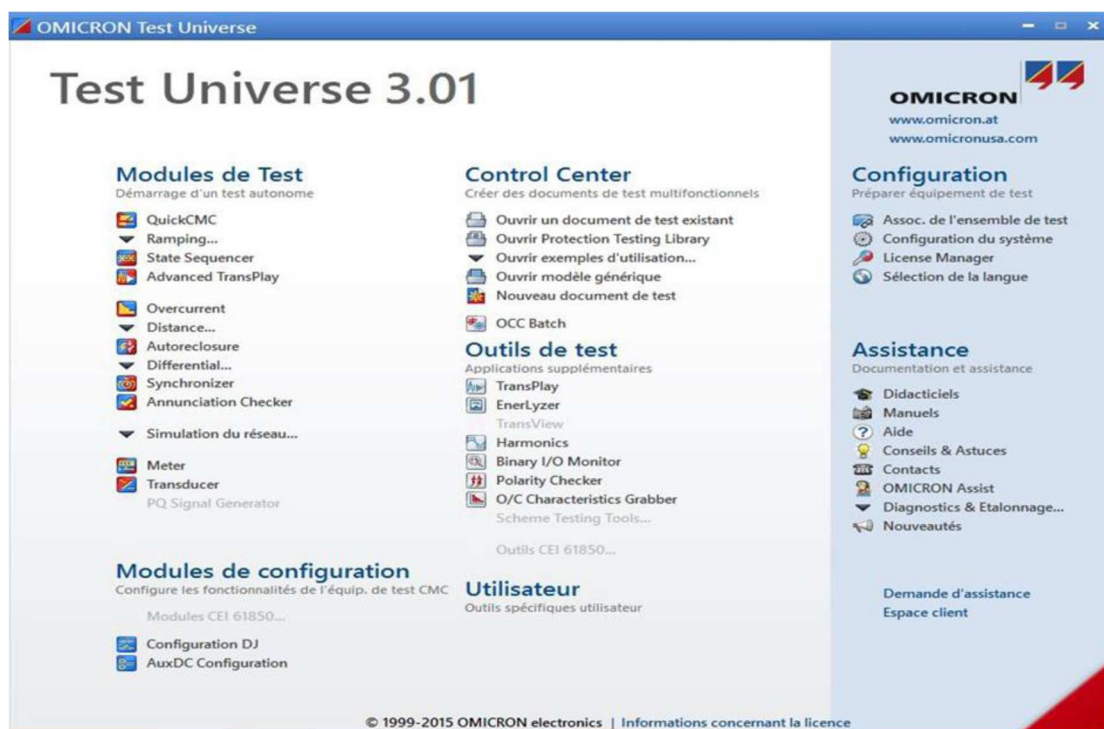 OMICRON Test Universe
Test Universe 3.01
Modules de Test
Démarrage d'un test autonome
QuickCMC
Ramping...
State Sequencer
Advanced TransPlay
Overcurrent
Distance...
Autoreclosure
Differential...
Synchronizer
Annunciation Checker
Simulation du réseau...
Meter
Transducer
PQ Signal Generator
Modules de configuration
Configure les fonctionnalités de l'équip. de test CMC
Modules CEI 61850...
Configuration DJ
AuxDC Configuration
Control Center
Créer des documents de test multifonctionnels
Ouvrir un document de test existant
Ouvrir Protection Testing Library
Ouvrir exemples d'utilisation...
Ouvrir modèle générique
Nouveau document de test
OCC Batch
Outils de test
Applications supplémentaires
TransPlay
EnerLyzer
TransView
Harmonics
Binary I/O Monitor
Polarity Checker
O/C Characteristics Grabber
Scheme Testing Tools...
Outils CEI 61850...
Utilisateur
Outils spécifiques utilisateur
OMICRON
www.omicron.at
www.omicronusa.com
Configuration
Préparer équipement de test
Assoc. de l'ensemble de test
Configuration du système
License Manager
Sélection de la langue
Assistance
Documentation et assistance
Didacticiels
Manuels
Aide
Conseils & Astuces
Contacts
OMICRON Assist
Diagnostics & Etalonnage...
Nouveautés
Demande d'assistance
Espace client
© 1999-2015 OMICRON electronics | Informations concernant la licence